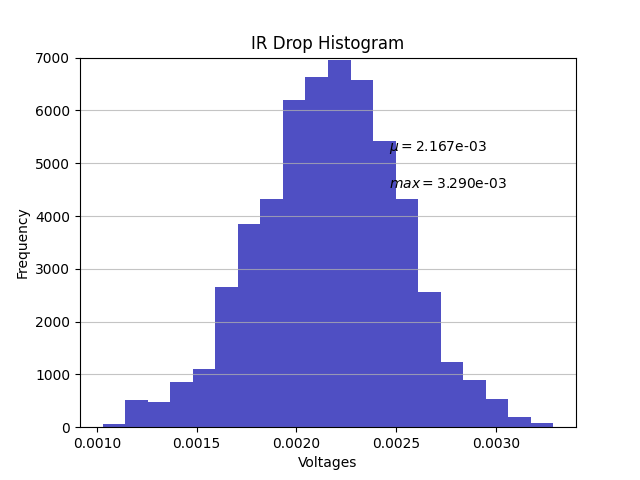 IR Drop Histogram
7000
6000
5000
4000
3000
2000
1000
0
Frequency
μ = 2.167e-03
max = 3.290e-03
0.0010 0.0015 0.0020 0.0025 0.0030
Voltages